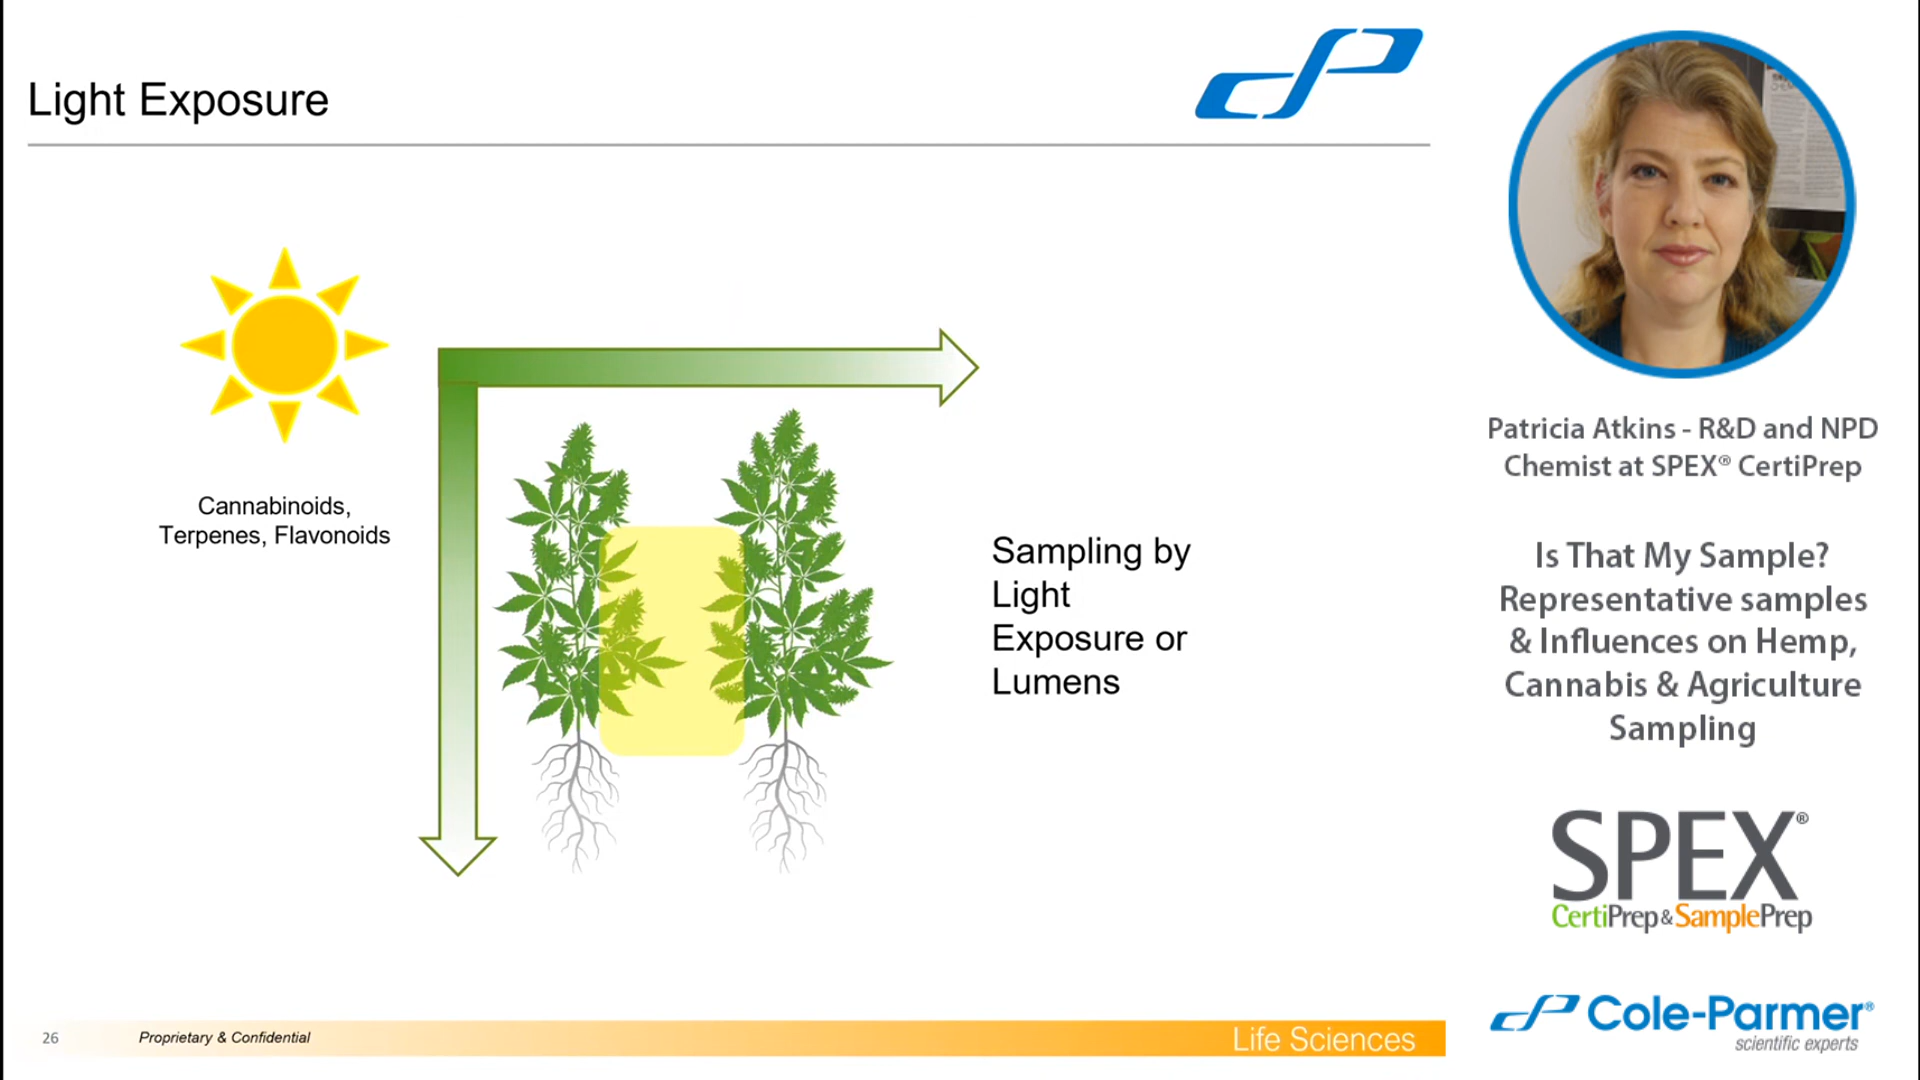 Light Exposure
Cannabinoids,
Terpenes, Flavonoids
Sampling by
Light
Exposure or
Lumens
26
Proprietary & Confidential
Life Sciences
Patricia Atkins - R&D and NPD
Chemist at SPEX® CertiPrep
Is That My Sample?
Representative samples
& Influences on Hemp,
Cannabis & Agriculture
Sampling
SPEX®
CertiPrep & SamplePrep
Cole-Parmer®
scientific experts